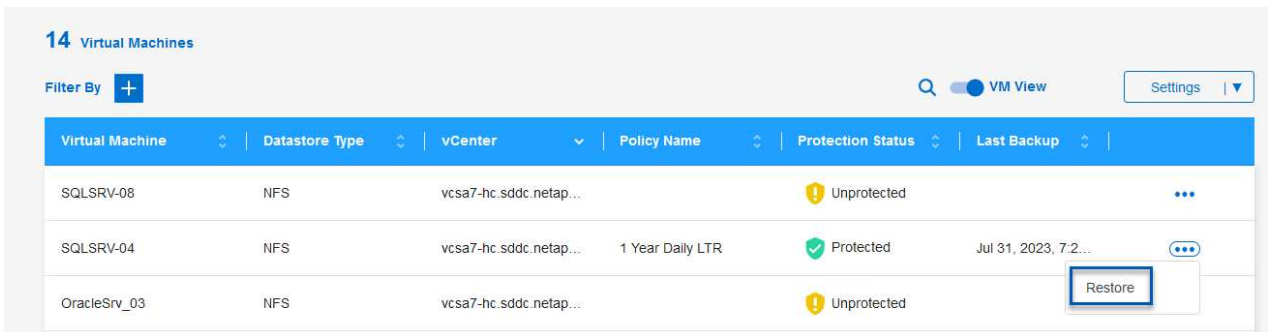 14 Virtual Machines
Filter By +
VM View
Settings
Virtual Machine Datastore Type vCenter Policy Name Protection Status Last Backup
SQLSRV-08 NFS vcsa7-hc.sddc.netap... Unprotected
SQLSRV-04 NFS vcsa7-hc.sddc.netap... 1 Year Daily LTR Protected Jul 31, 2023, 7:2...
Restore
OracleSrv_03 NFS vcsa7-hc.sddc.netap... Unprotected